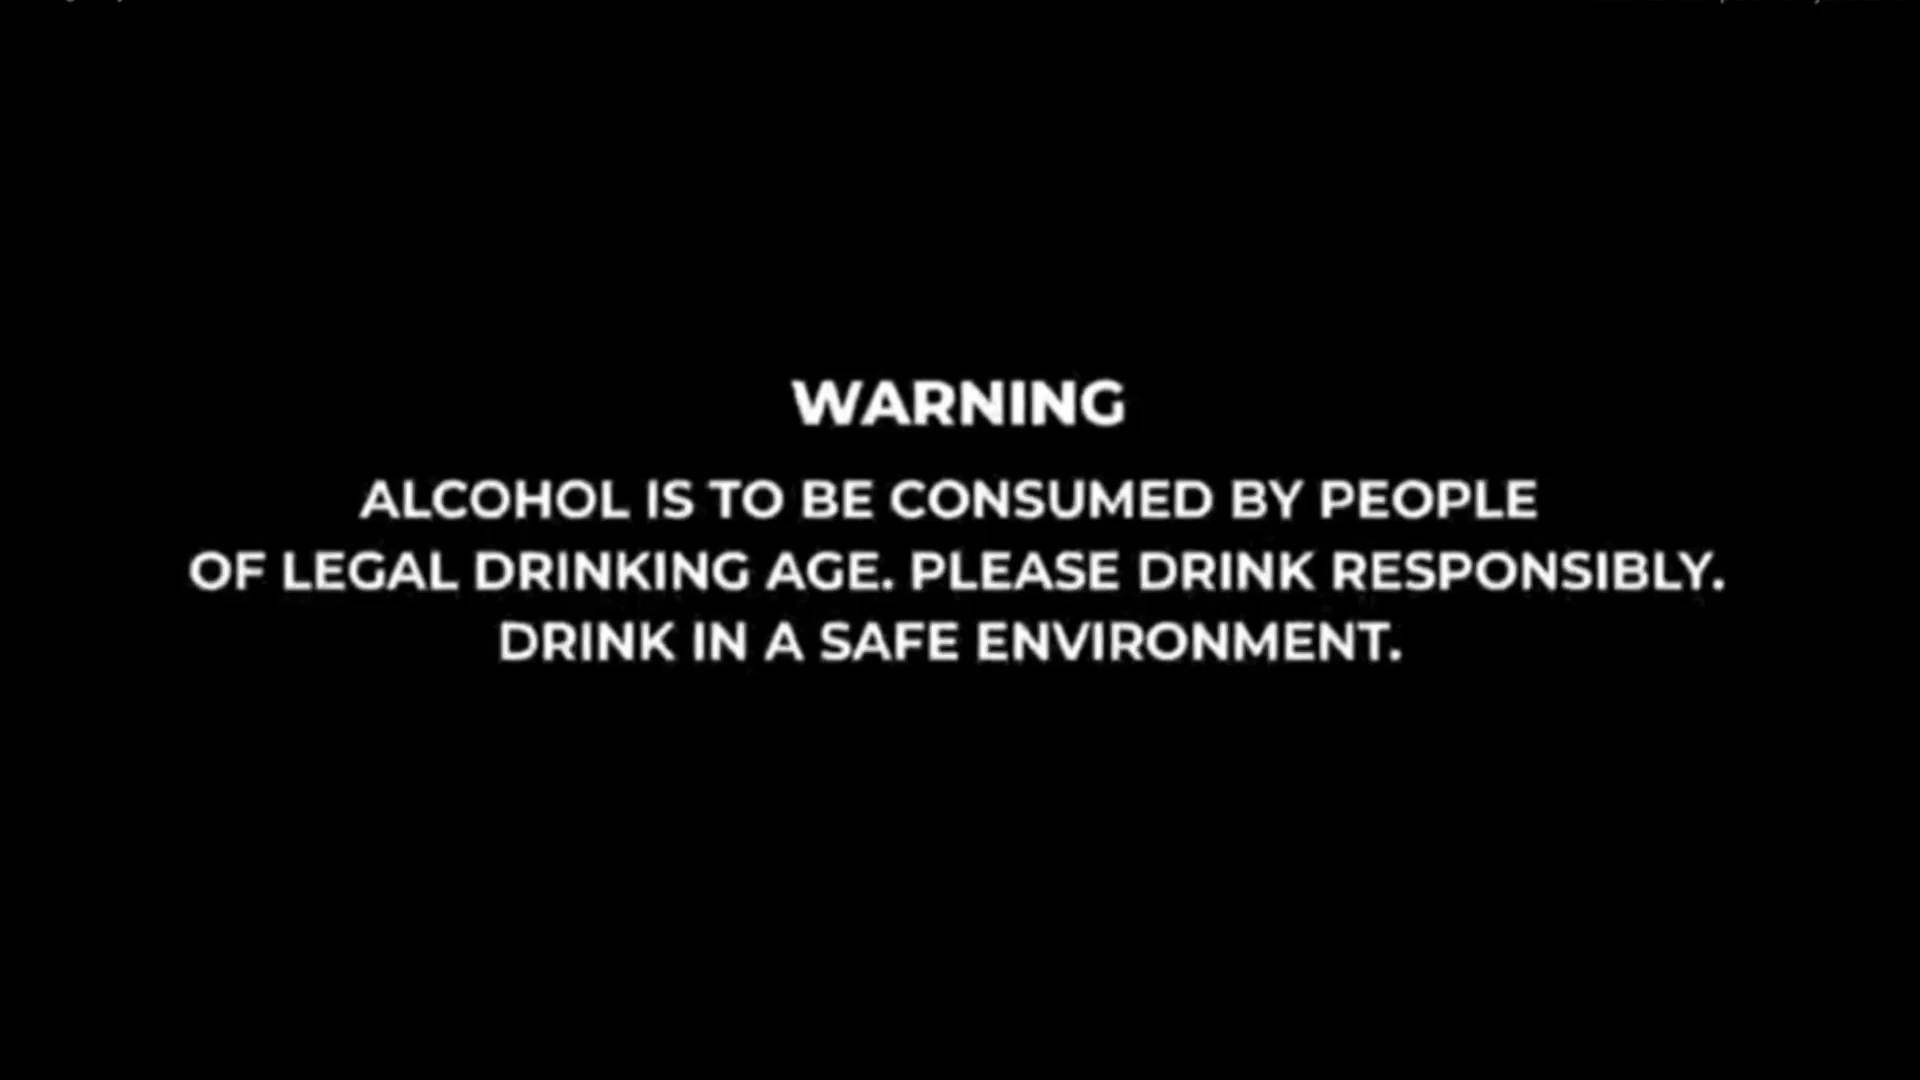 WARNING
ALCOHOL IS TO BE CONSUMED BY PEOPLE
OF LEGAL DRINKING AGE. PLEASE DRINK RESPONSIBLY.
DRINK IN A SAFE ENVIRONMENT.